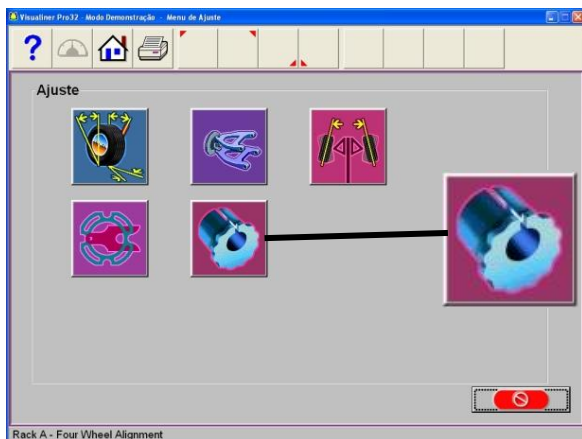 Visualiner Pro32 - Modo Demonstração - Menu de Ajuste
?
Ajuste
Rack A - Four Wheel Alignment